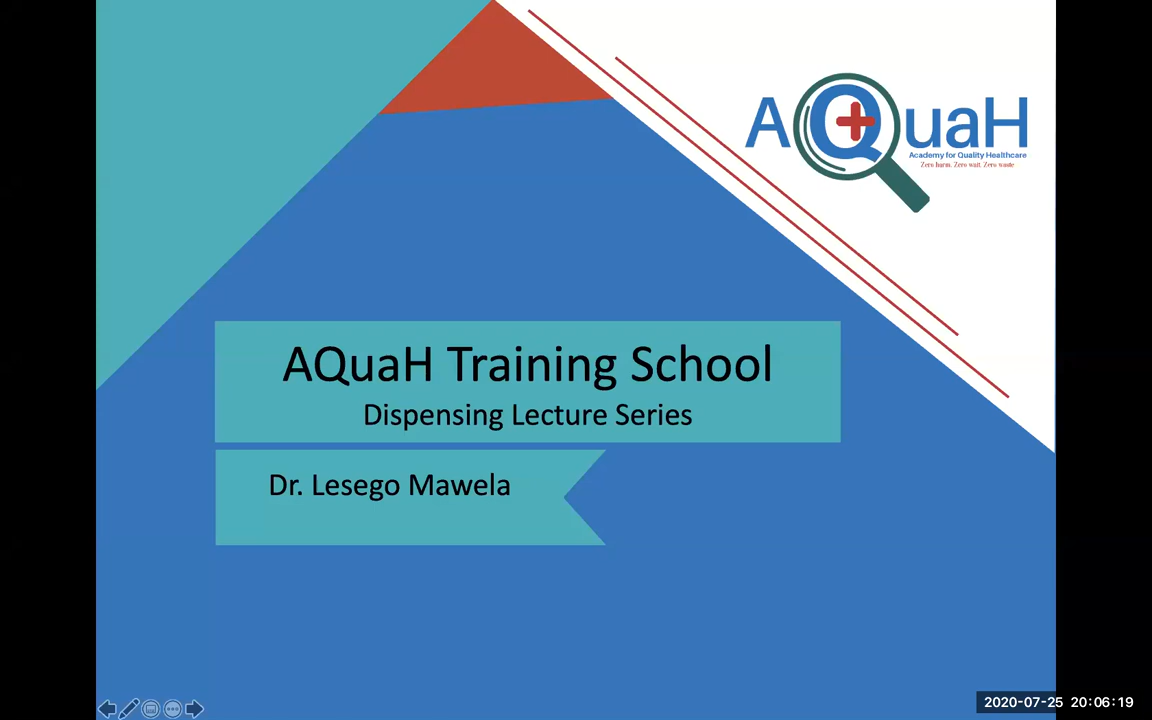 AQuaH
Academy for Quality Healthcare
Zero harm. Zero wait. Zero waste
AQuaH Training School
Dispensing Lecture Series
Dr. Lesego Mawela
2020-07-25 20:06:19